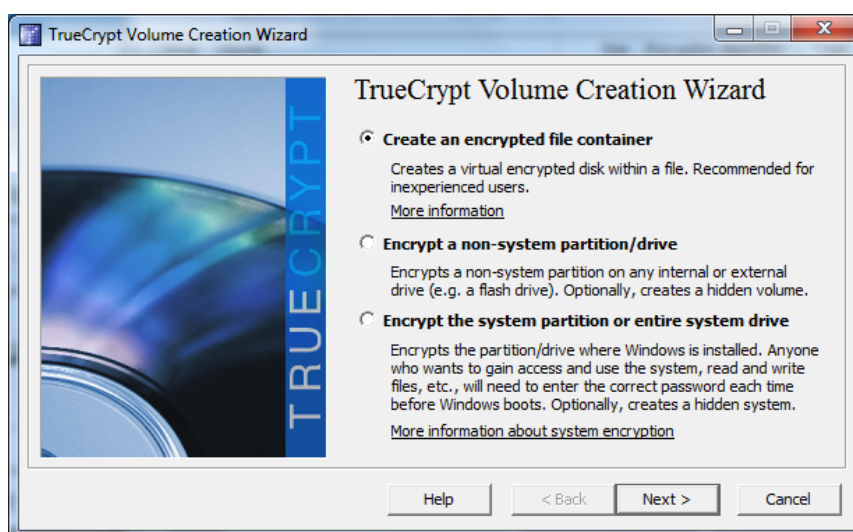 TrueCrypt Volume Creation Wizard
TRUECRYPT
TrueCrypt Volume Creation Wizard
Create an encrypted file container
Creates a virtual encrypted disk within a file. Recommended for
inexperienced users.
More information
Encrypt a non-system partition/drive
Encrypts a non-system partition on any internal or external
drive (e.g. a flash drive). Optionally, creates a hidden volume.
Encrypt the system partition or entire system drive
Encrypts the partition/drive where Windows is installed. Anyone
who wants to gain access and use the system, read and write
files, etc., will need to enter the correct password each time
before Windows boots. Optionally, creates a hidden system.
More information about system encryption
Help
< Back
Next >
Cancel